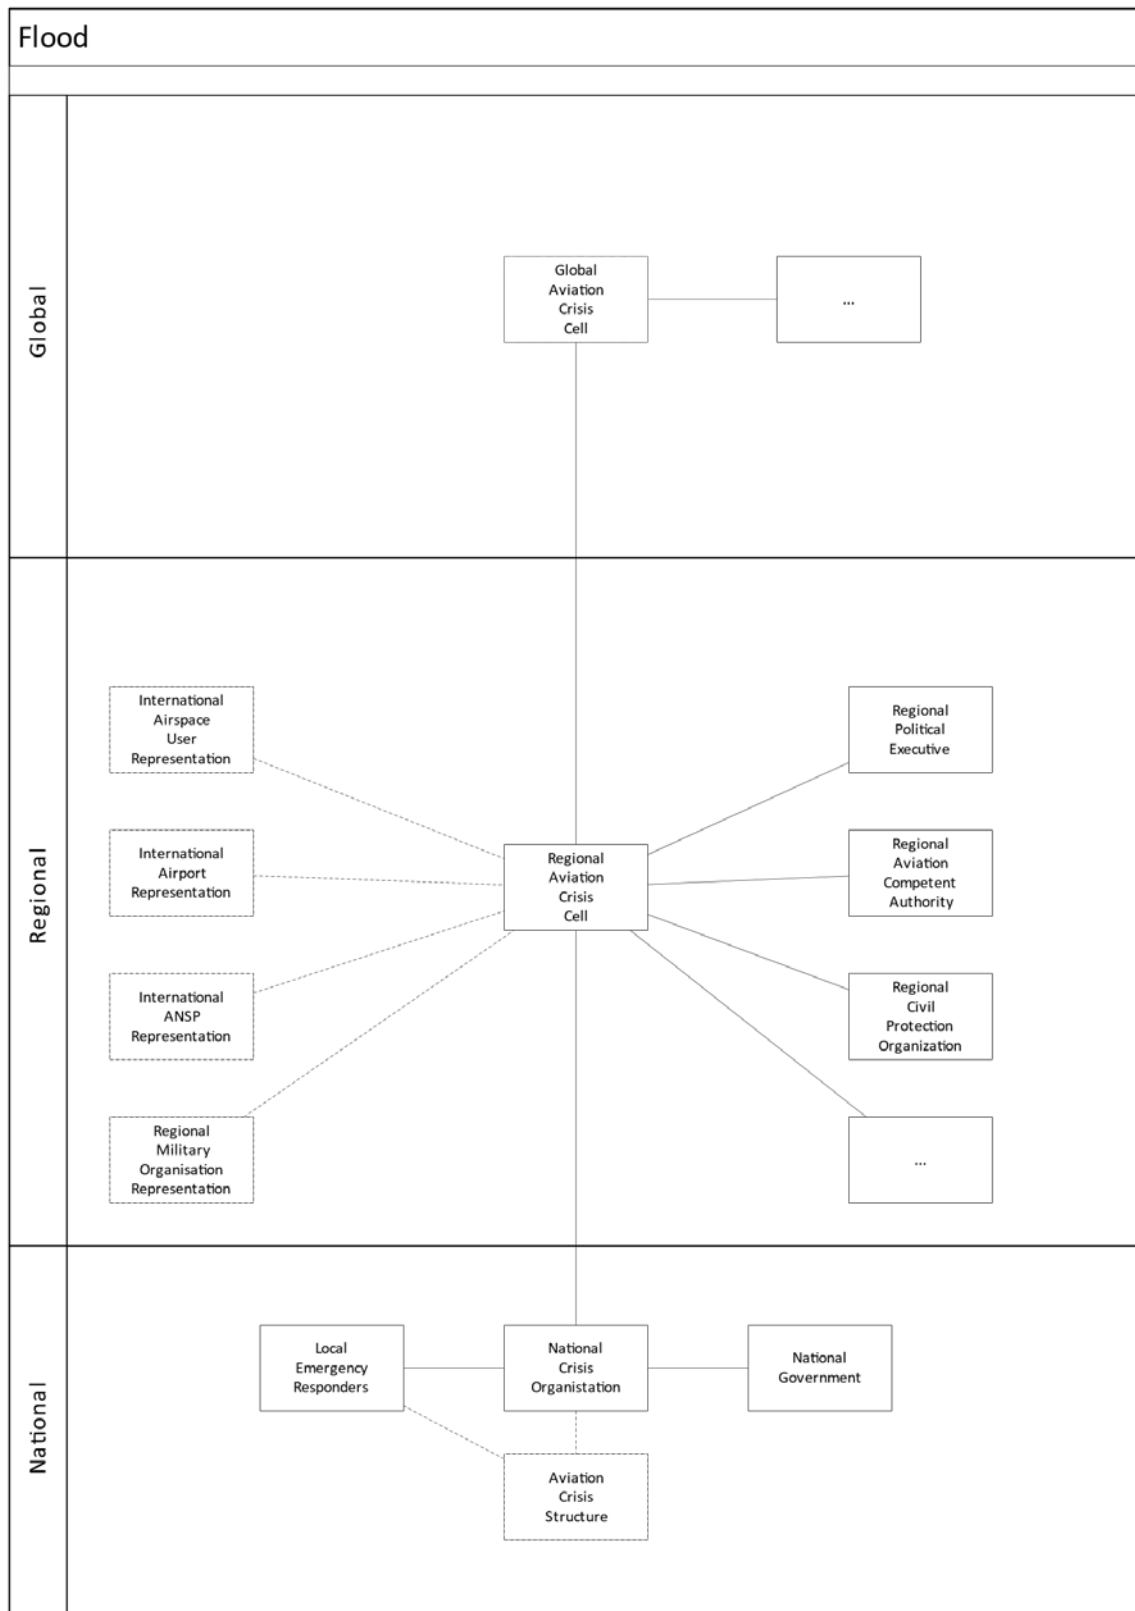 Flood
Global
Global
Aviation
Crisis
Cell
...
Regional
International
Airspace
User
Representation
Regional
Political
Executive
International
Airport
Representation
Regional
Aviation
Crisis
Cell
Regional
Aviation
Competent
Authority
International
ANSP
Representation
Regional
Civil
Protection
Organization
Regional
Military
Organisation
Representation
...
National
Local
Emergency
Responders
National
Crisis
Organistation
National
Government
Aviation
Crisis
Structure